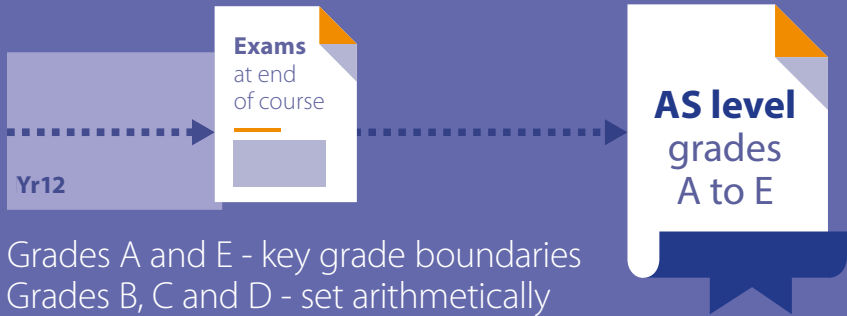 Yr12
Exams
at end
of course
AS level
grades
A to E
Grades A and E - key grade boundaries
Grades B, C and D - set arithmetically